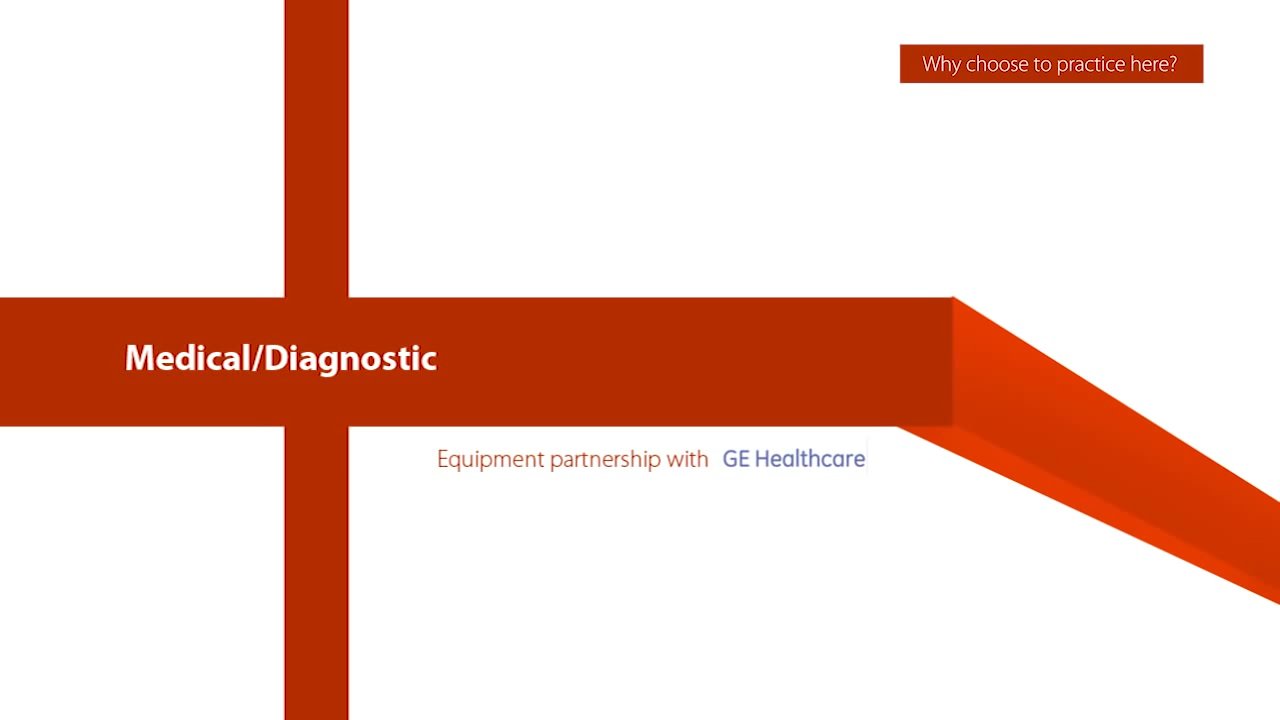 Why choose to practice here?
Medical/Diagnostic
Equipment partnership with GE Healthcare